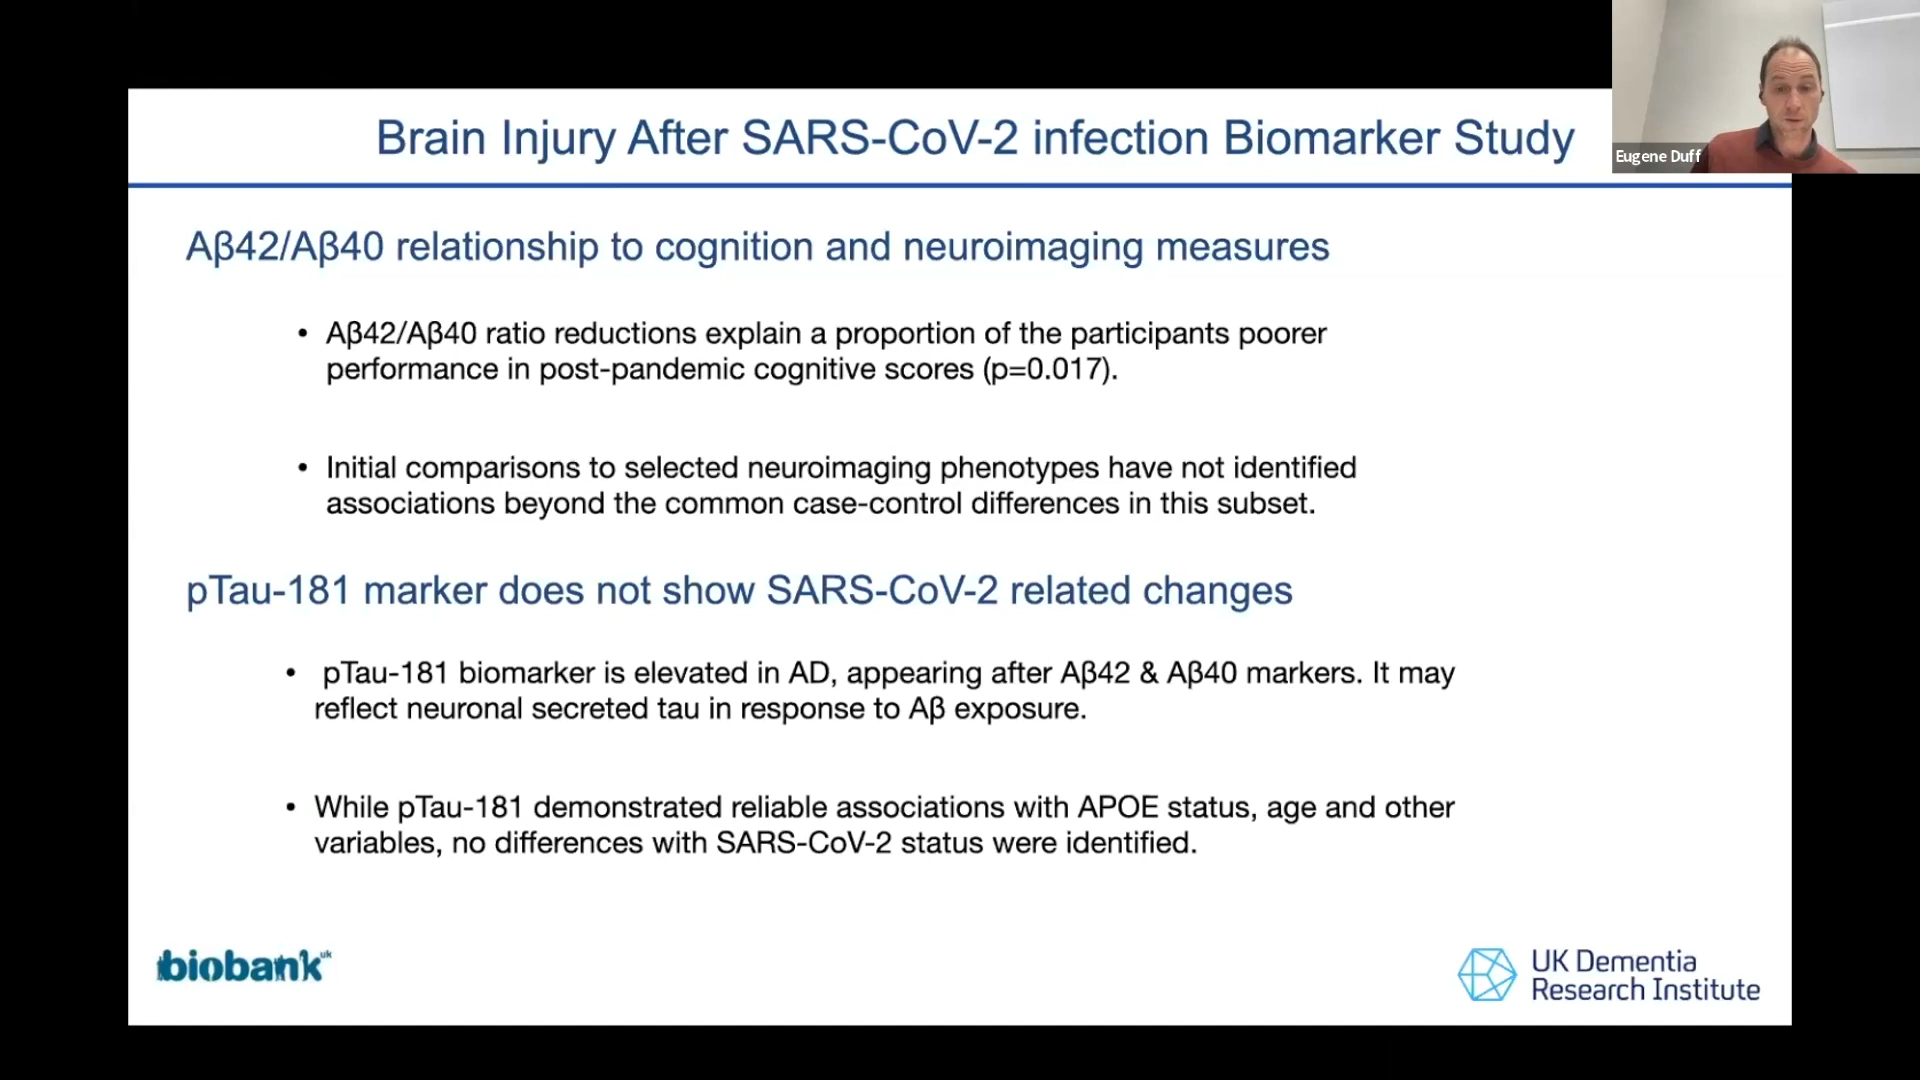 Brain Injury After SARS-CoV-2 infection Biomarker Study
Eugene Duff
Aβ42/Aβ40 relationship to cognition and neuroimaging measures
• Aβ42/Aβ40 ratio reductions explain a proportion of the participants poorer
performance in post-pandemic cognitive scores (p=0.017).
• Initial comparisons to selected neuroimaging phenotypes have not identified
associations beyond the common case-control differences in this subset.
pTau-181 marker does not show SARS-CoV-2 related changes
• pTau-181 biomarker is elevated in AD, appearing after Aβ42 & Aβ40 markers. It may
reflect neuronal secreted tau in response to Aβ exposure.
• While pTau-181 demonstrated reliable associations with APOE status, age and other
variables, no differences with SARS-CoV-2 status were identified.
biobank uk
UK Dementia
Research Institute